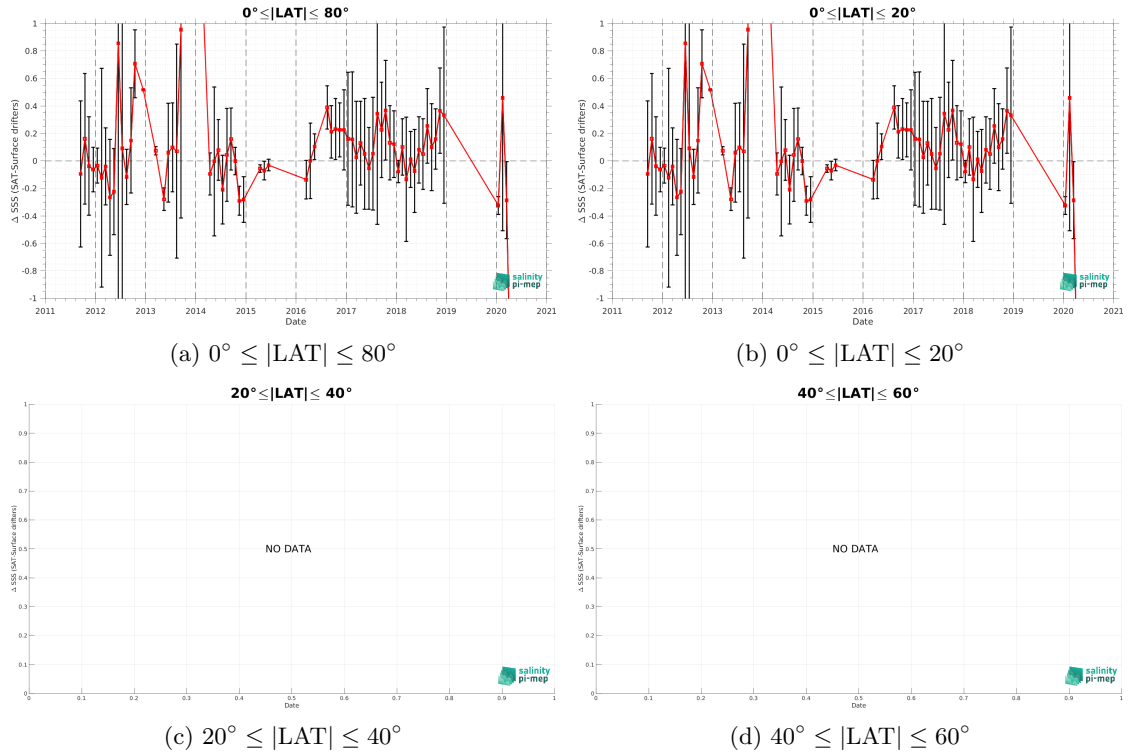 0°≤|LAT|≤ 80°
Δ SSS (SAT-Surface drifters)
1
0.8
0.6
0.4
0.2
0
-0.2
-0.4
-0.6
-0.8
-1
2011 2012 2013 2014 2015 2016 2017 2018 2019 2020 2021
Date
salinity
pi-mep
(a) 0° ≤ |LAT| ≤ 80°
0°≤|LAT|≤ 20°
Δ SSS (SAT-Surface drifters)
1
0.8
0.6
0.4
0.2
0
-0.2
-0.4
-0.6
-0.8
-1
2011 2012 2013 2014 2015 2016 2017 2018 2019 2020 2021
Date
salinity
pi-mep
(b) 0° ≤ |LAT| ≤ 20°
20°≤|LAT|≤ 40°
Δ SSS (SAT-Surface drifters)
1
0.9
0.8
0.7
0.6
0.5
0.4
0.3
0.2
0.1
0
NO DATA
0 0.1 0.2 0.3 0.4 0.5 0.6 0.7 0.8 0.9 1
Date
salinity
pi-mep
(c) 20° ≤ |LAT| ≤ 40°
40°≤|LAT|≤ 60°
Δ SSS (SAT-Surface drifters)
1
0.9
0.8
0.7
0.6
0.5
0.4
0.3
0.2
0.1
0
NO DATA
0 0.1 0.2 0.3 0.4 0.5 0.6 0.7 0.8 0.9 1
Date
salinity
pi-mep
(d) 40° ≤ |LAT| ≤ 60°